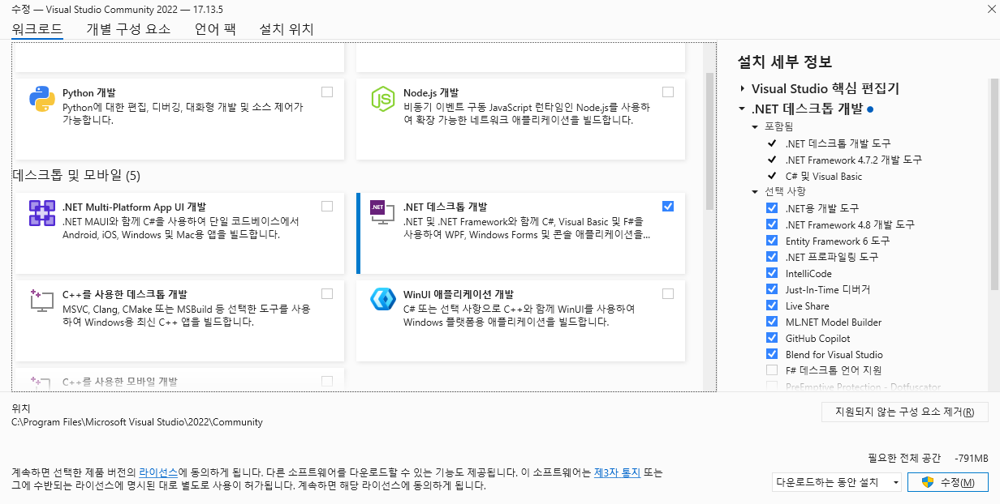 수정 — Visual Studio Community 2022 — 17.13.5
워크로드 개별 구성 요소 언어 팩 설치 위치
Python 개발
Python에 대한 편집, 디버깅, 대화형 개발 및 소스 제어가
가능합니다.
Node.js 개발
비동기 이벤트 구동 JavaScript 런타임인 Node.js를 사용하
여 확장 가능한 네트워크 애플리케이션을 빌드합니다.
데스크톱 및 모바일 (5)
.NET Multi-Platform App UI 개발
.NET MAUI와 함께 C#을 사용하여 단일 코드베이스에서
Android, iOS, Windows 및 Mac용 앱을 빌드합니다.
.NET
.NET 데스크톱 개발
.NET 및 .NET Framework와 함께 C#, Visual Basic 및 F#을
사용하여 WPF, Windows Forms 및 콘솔 애플리케이션을...
C++를 사용한 데스크톱 개발
MSVC, Clang, CMake 또는 MSBuild 등 선택한 도구를 사용
하여 Windows용 최신 C++ 앱을 빌드합니다.
WinUI 애플리케이션 개발
C# 또는 선택 사항으로 C++와 함께 WinUI를 사용하여
Windows 플랫폼용 애플리케이션을 빌드합니다.
C++를 사용한 모바일 개발
설치 세부 정보
Visual Studio 핵심 편집기
.NET 데스크톱 개발
포함됨
.NET 데스크톱 개발 도구
.NET Framework 4.7.2 개발 도구
C# 및 Visual Basic
선택 사항
.NET용 개발 도구
.NET Framework 4.8 개발 도구
Entity Framework 6 도구
.NET 프로파일링 도구
IntelliCode
Just-In-Time 디버거
Live Share
ML.NET Model Builder
GitHub Copilot
Blend for Visual Studio
F# 데스크톱 언어 지원
PreEmptive Protection - Dotfuscator
위치
C:\Program Files\Microsoft Visual Studio\2022\Community
지원되지 않는 구성 요소 제거(R)
필요한 전체 공간 -791MB
계속하면 선택한 제품 버전의 라이선스에 동의하게 됩니다. 다른 소프트웨어를 다운로드할 수 있는 기능도 제공됩니다. 이 소프트웨어는 제3자 통지 또는
그에 수반되는 라이선스에 명시된 대로 별도로 사용이 허가됩니다. 계속하면 해당 라이선스에 동의하게 됩니다.
다운로드하는 동안 설치
수정(M)